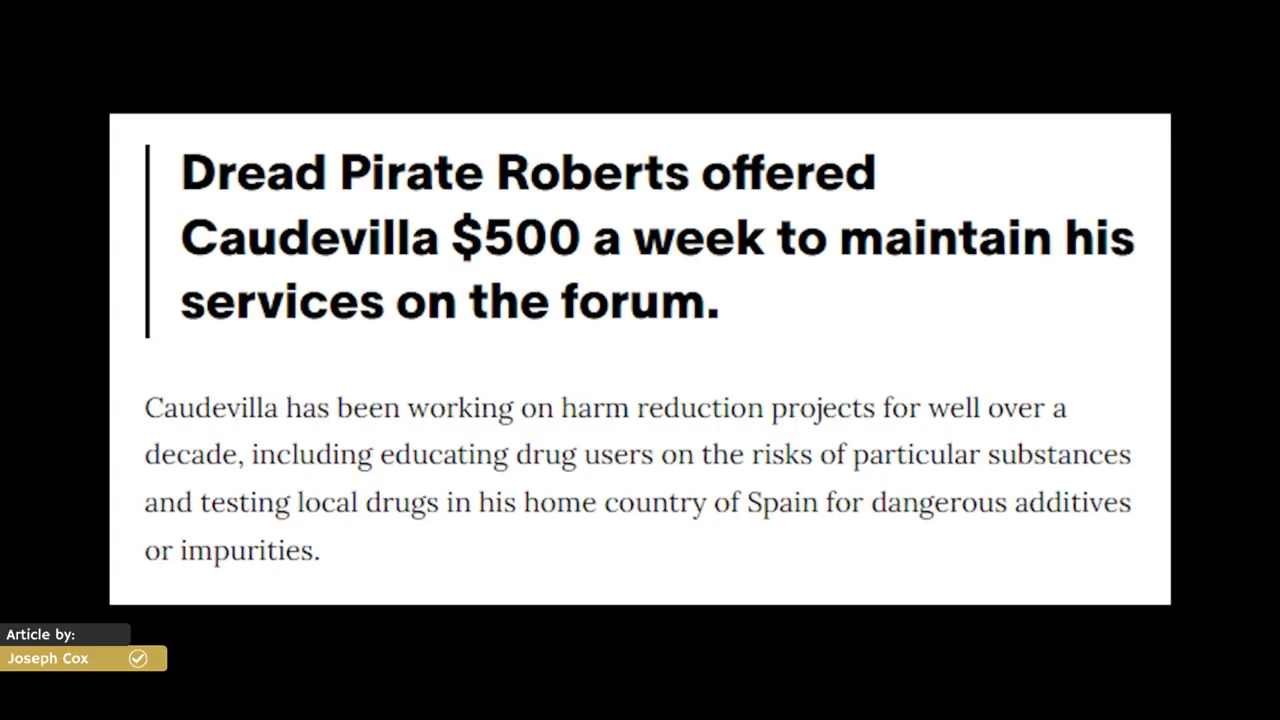 Dread Pirate Roberts offered
Caudevilla $500 a week to maintain his
services on the forum.
Caudevilla has been working on harm reduction projects for well over a
decade, including educating drug users on the risks of particular substances
and testing local drugs in his home country of Spain for dangerous additives
or impurities.
Article by:
Joseph Cox